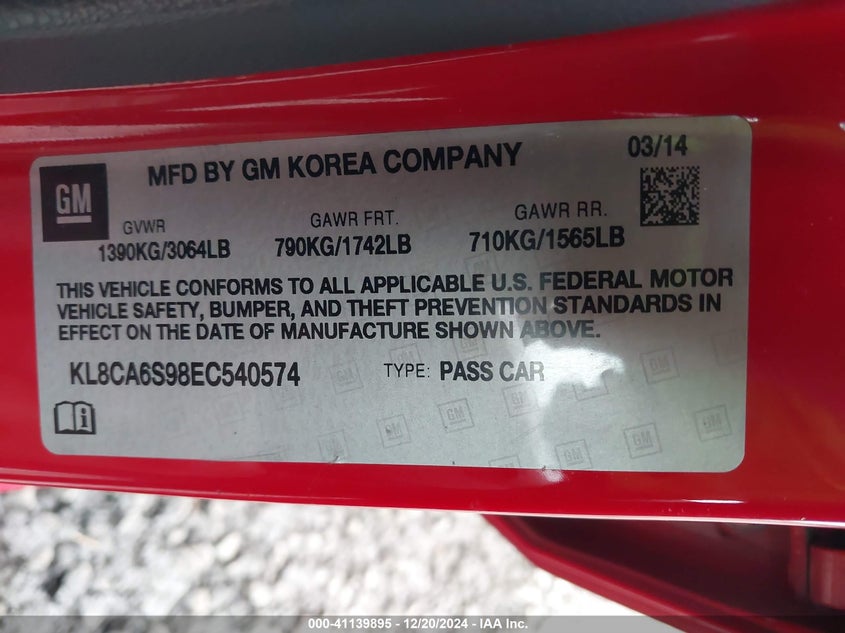 GM
MFD BY GM KOREA COMPANY
03/14
GVWR
GAWR FRT.
GAWR RR.
1390KG/3064LB
790KG/1742LB
710KG/1565LB
THIS VEHICLE CONFORMS TO ALL APPLICABLE U.S. FEDERAL MOTOR
VEHICLE SAFETY, BUMPER, AND THEFT PREVENTION STANDARDS IN
EFFECT ON THE DATE OF MANUFACTURE SHOWN ABOVE.
KL8CA6S98EC540574
TYPE: PASS CAR
000-41139895 - 12/20/2024 - IAA Inc.